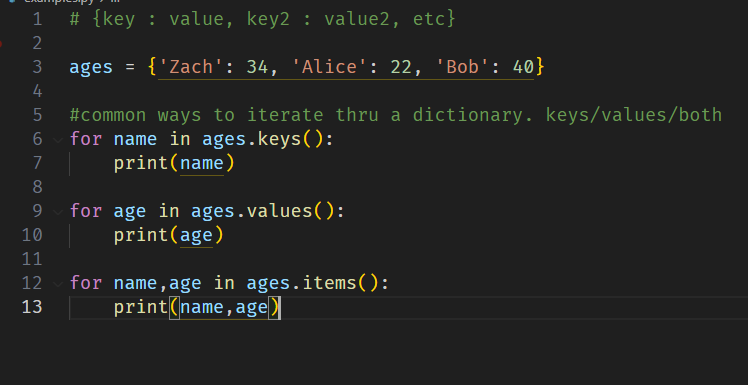 examples.py > ...
1 # {key : value, key2 : value2, etc}
2
3 ages = {'Zach': 34, 'Alice': 22, 'Bob': 40}
4
5 #common ways to iterate thru a dictionary. keys/values/both
6 for name in ages.keys():
7     print(name)
8
9 for age in ages.values():
10     print(age)
11
12 for name,age in ages.items():
13     print(name,age)